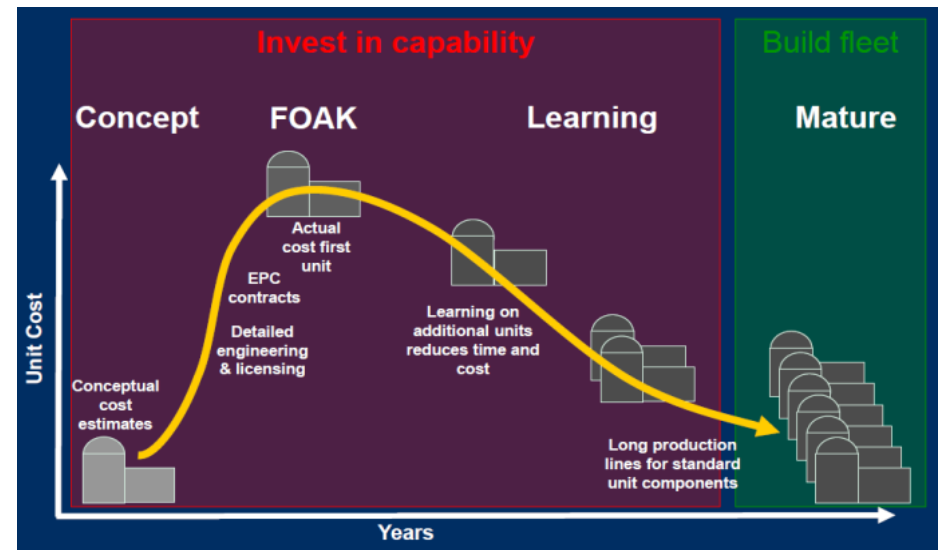 Invest in capability
Build fleet
Concept
FOAK
Learning
Mature
Unit Cost
Actual
cost first
unit
EPC
contracts
Detailed
engineering
& licensing
Conceptual
cost
estimates
Learning on
additional units
reduces time and
cost
Long production
lines for standard
unit components
Years